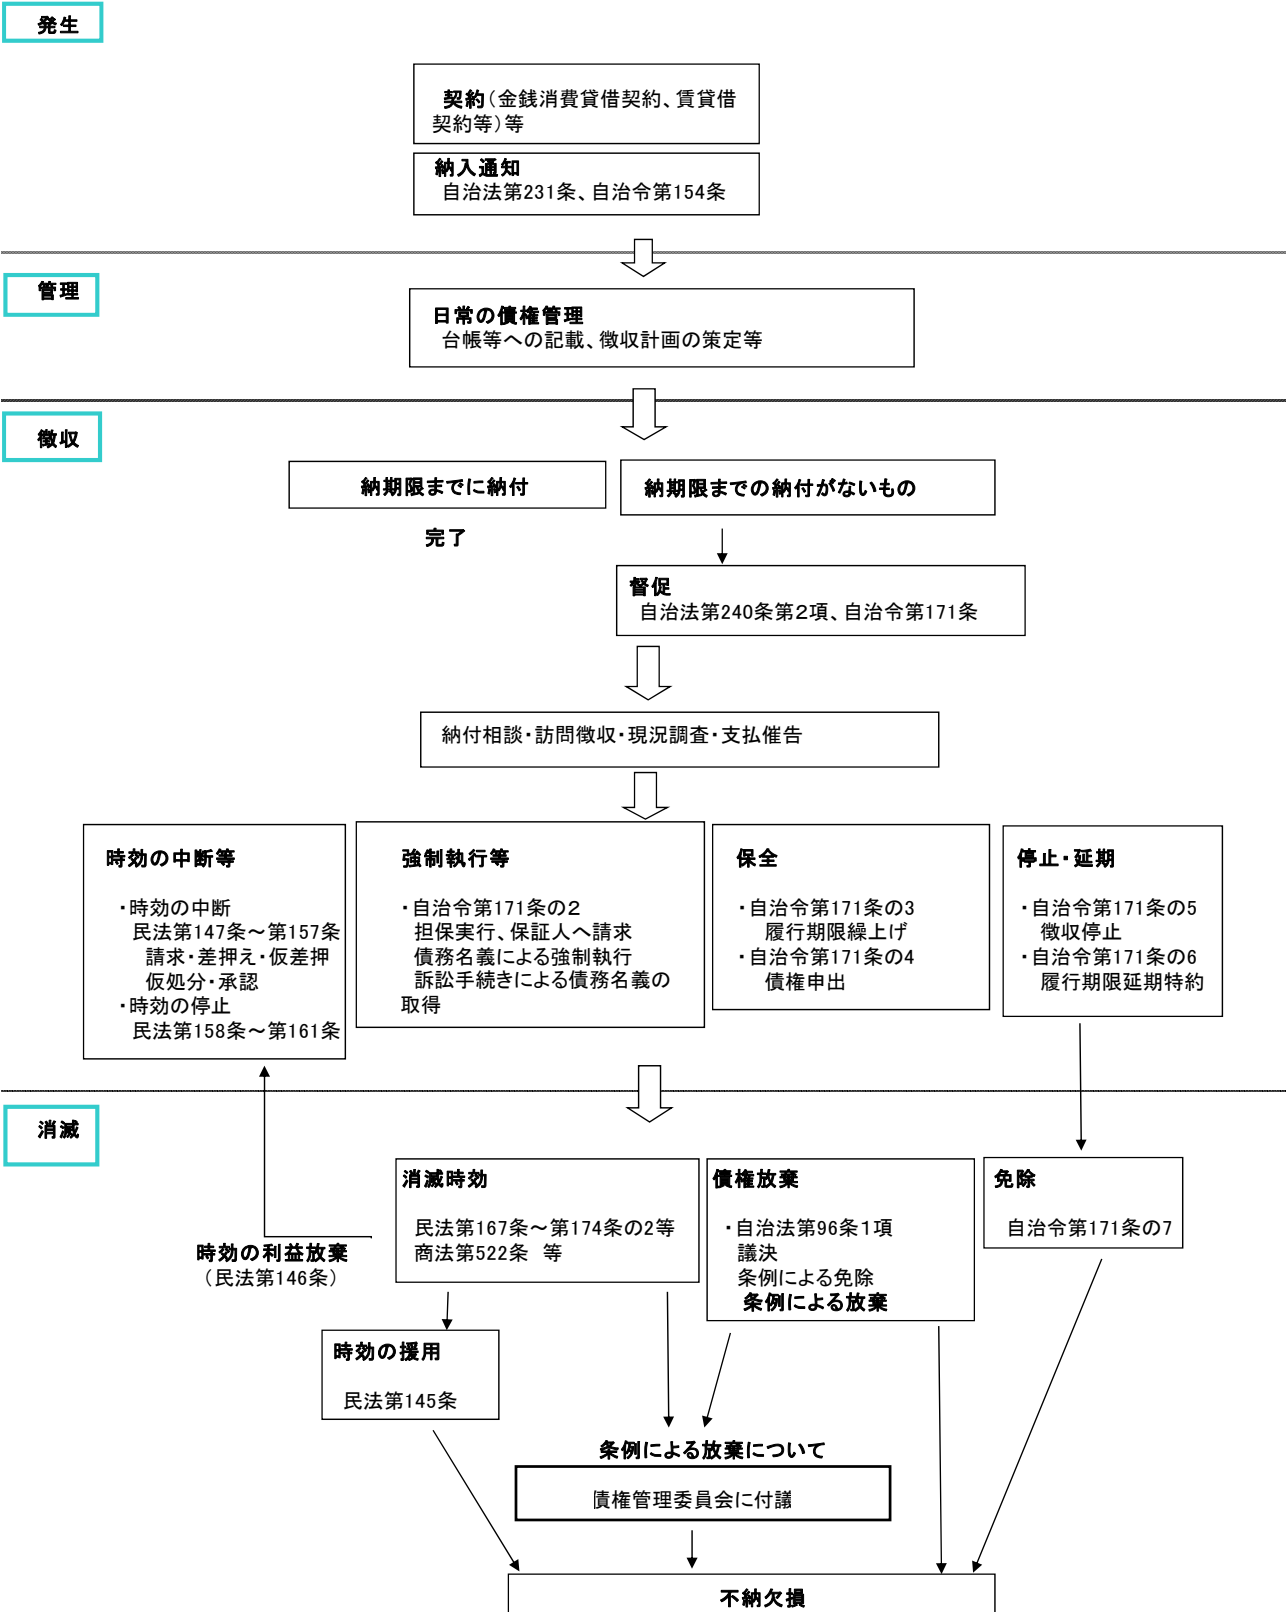 発生
契約(金銭消費貸借契約、賃貸借
契約等)等
納入通知
自治法第231条、自治令第154条
管理
日常の債権管理
台帳等への記載、徴収計画の策定等
徴収
納期限までに納付
納期限までの納付がないもの
完了
督促
自治法第240条第2項、自治令第171条
納付相談・訪問徴収・現況調査・支払催告
時効の中断等
・時効の中断
民法第147条～第157条
請求・差押え・仮差押
仮処分・承認
・時効の停止
民法第158条～第161条
強制執行等
・自治令第171条の2
担保実行、保証人へ請求
債務名義による強制執行
訴訟手続きによる債務名義の
取得
保全
・自治令第171条の3
履行期限繰上げ
・自治令第171条の4
債権申出
停止・延期
・自治令第171条の5
徴収停止
・自治令第171条の6
履行期限延期特約
消滅
消滅時効
民法第167条～第174条の2等
商法第522条 等
債権放棄
・自治法第96条1項
議決
条例による免除
条例による放棄
免除
自治令第171条の7
時効の利益放棄
(民法第146条)
時効の援用
民法第145条
条例による放棄について
債権管理委員会に付議
不納欠損